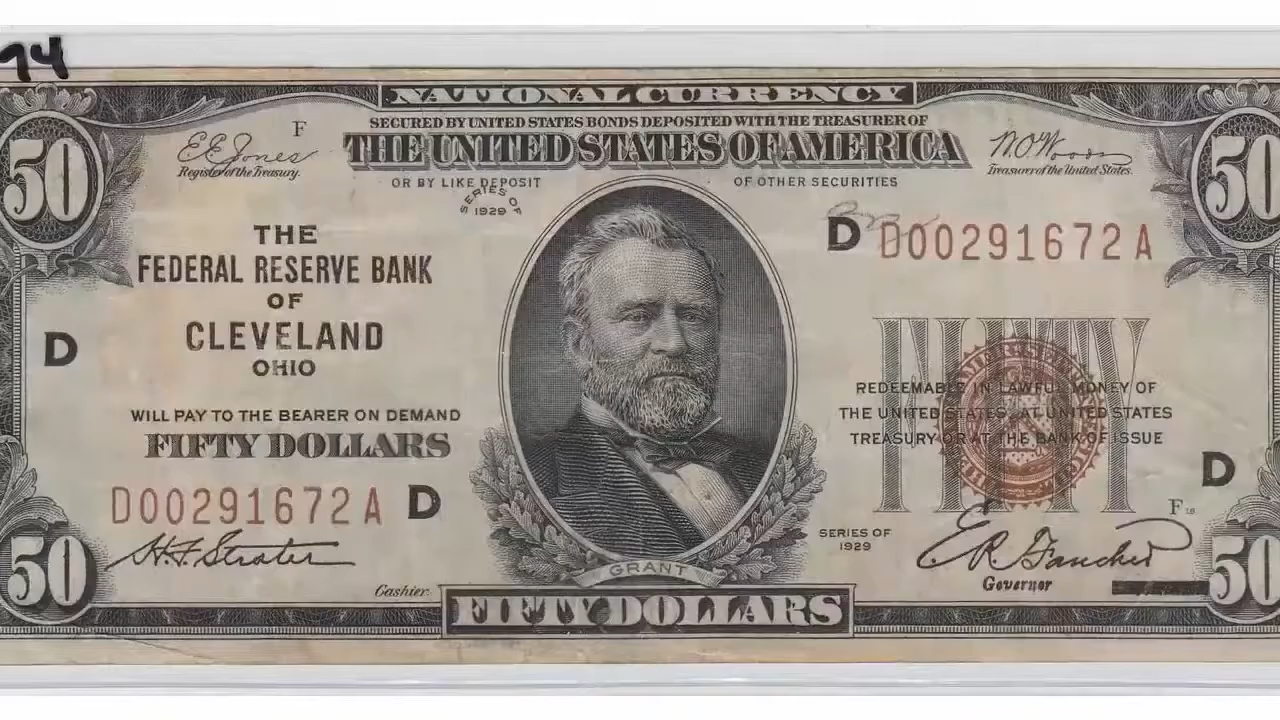 74
NATIONAL CURRENCY
SECURED BY UNITED STATES BONDS DEPOSITED WITH THE TREASURER OF
THE UNITED STATES OF AMERICA
OR BY LIKE DEPOSIT OF OTHER SECURITIES
50
50
E E Jones
F
Register of the Treasury.
W.O. Woods
Treasurer of the United States.
SERIES OF
1929
THE
FEDERAL RESERVE BANK
OF
CLEVELAND
OHIO
D D00291672A
D
WILL PAY TO THE BEARER ON DEMAND
FIFTY DOLLARS
FIFTY
REDEEMABLE IN LAWFUL MONEY OF
THE UNITED STATES AT UNITED STATES
TREASURY OR AT THE BANK OF ISSUE
D
D00291672A D
F
SERIES OF
1929
H.F. Strater
Cashier.
GRANT
Governor
50
50
FIFTY DOLLARS